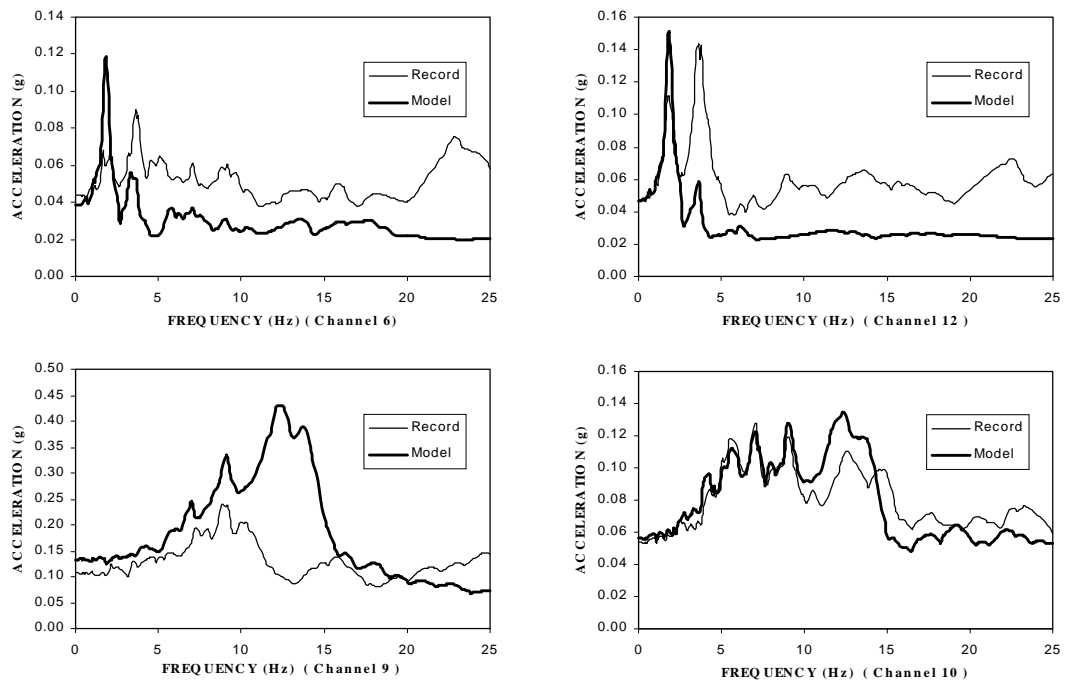 0.14
0.12
0.10
0.08
0.06
0.04
0.02
0.00
ACCELERATION (g)
Record
Model
0 5 10 15 20 25
FREQUENCY (Hz) ( Channel 6)
0.16
0.14
0.12
0.10
0.08
0.06
0.04
0.02
0.00
ACCELERATION (g)
Record
Model
0 5 10 15 20 25
FREQUENCY (Hz) ( Channel 12 )
0.50
0.45
0.40
0.35
0.30
0.25
0.20
0.15
0.10
0.05
0.00
ACCELERATION (g)
Record
Model
0 5 10 15 20 25
FREQUENCY (Hz) ( Channel 9 )
0.16
0.14
0.12
0.10
0.08
0.06
0.04
0.02
0.00
ACCELERATION (g)
Record
Model
0 5 10 15 20 25
FREQUENCY (Hz) ( Channel 10 )